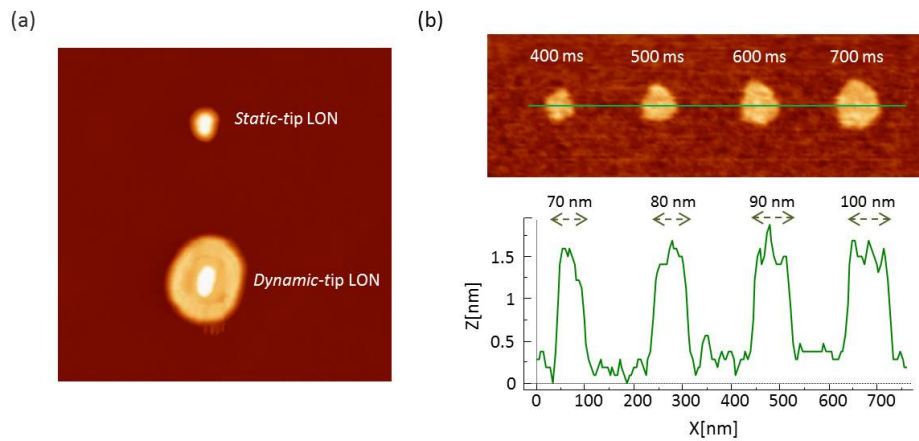 (a)
Static-tip LON
Dynamic-tip LON
(b)
400 ms 500 ms 600 ms 700 ms
70 nm 80 nm 90 nm 100 nm
Z[nm]
1.5
1
0.5
0
0 100 200 300 400 500 600 700
X[nm]